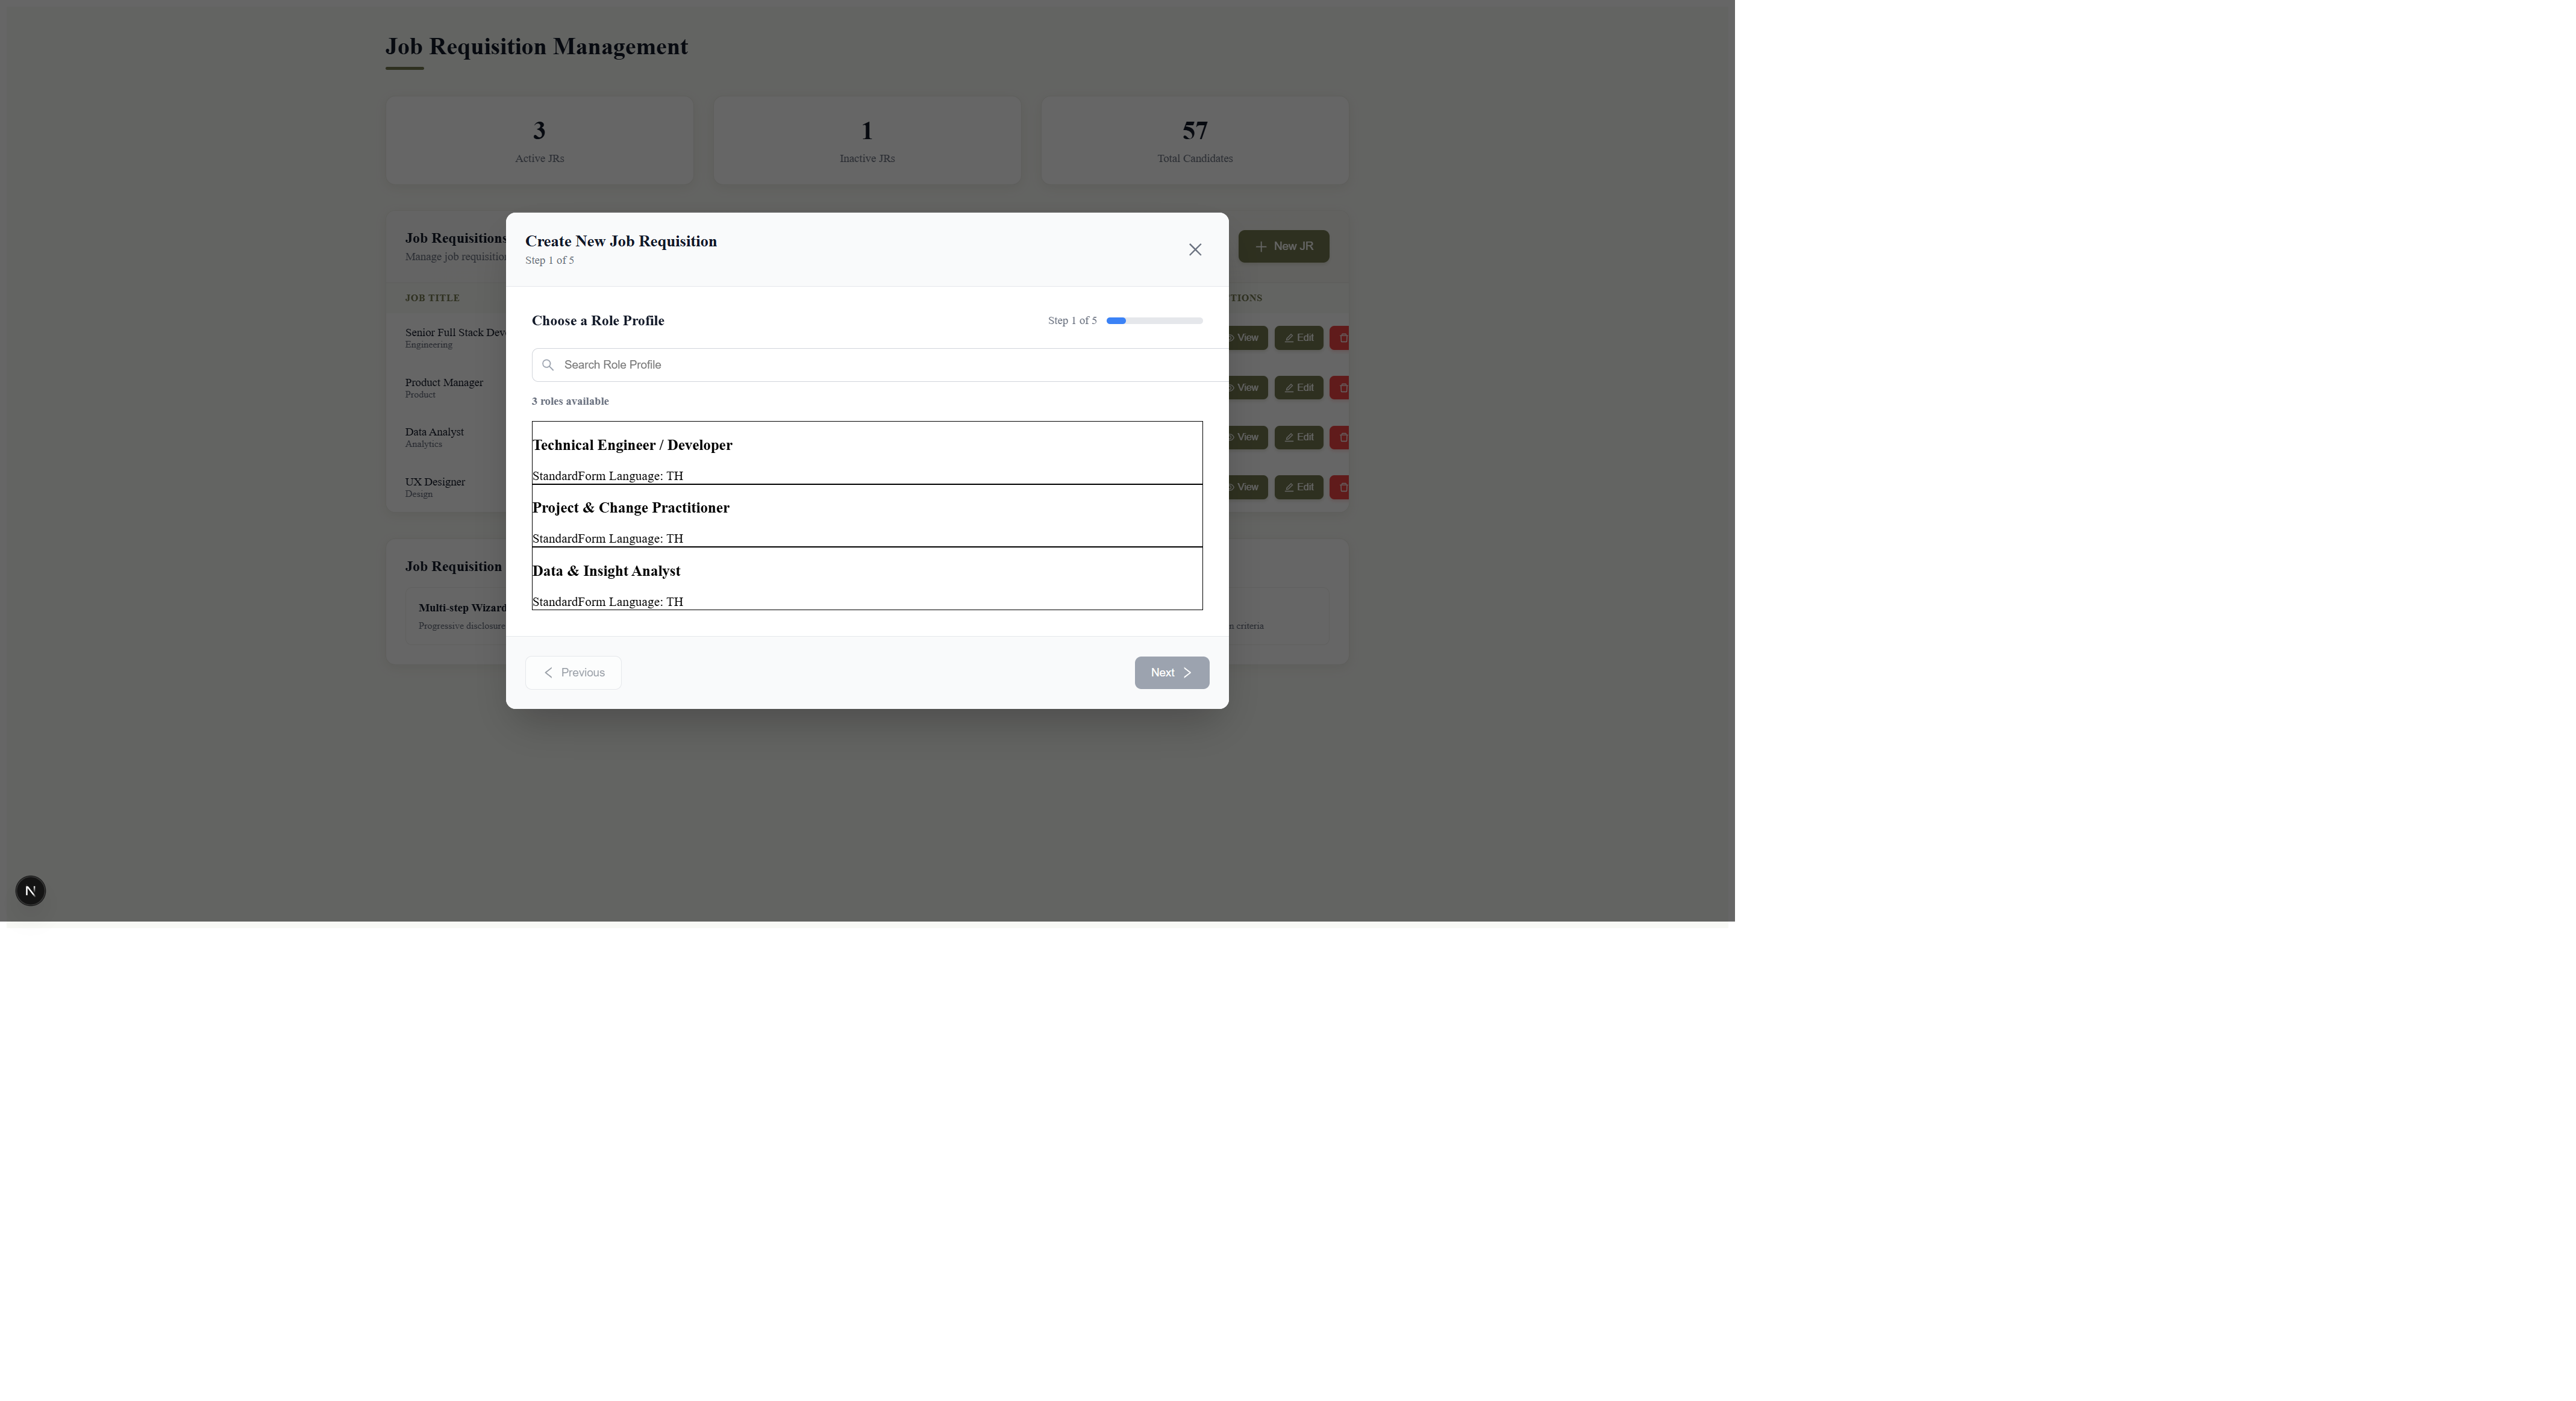 Job Requisition Management
3
Active JRs
1
Inactive JRs
57
Total Candidates
Job Requisitions
Manage job
New JR
JOB TITLE
Senior Full Stack
Engineering
View
Edit
Product Manager
Product
View
Edit
Data Analyst
Analytics
View
Edit
UX Designer
Design
View
Edit
Job Requisition
Multi-step Wizard
Progressive disclosure
criteria
Create New Job Requisition
Step 1 of 5
Choose a Role Profile
Step 1 of 5
Search Role Profile
3 roles available
Technical Engineer / Developer
StandardForm Language: TH
Project & Change Practitioner
StandardForm Language: TH
Data & Insight Analyst
StandardForm Language: TH
Previous
Next
N